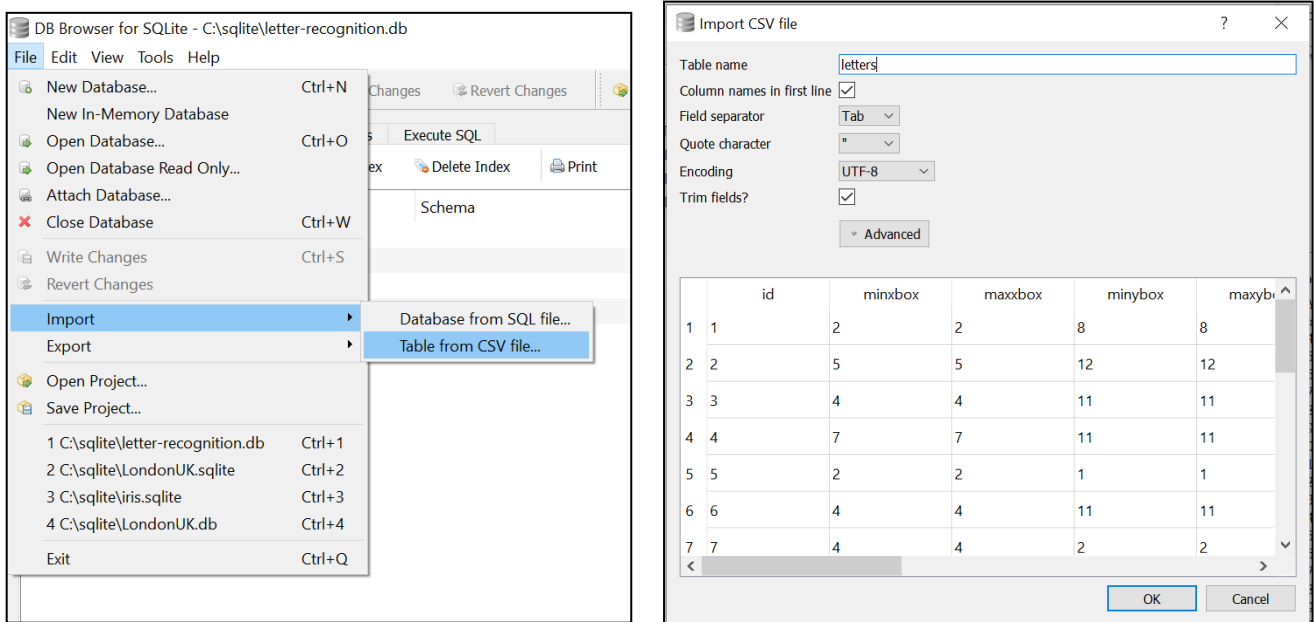 DB Browser for SQLite - C:\sqlite\letter-recognition.db
File Edit View Tools Help
New Database... Ctrl+N
Changes Revert Changes
New In-Memory Database
Open Database... Ctrl+O
s Execute SQL
Open Database Read Only...
ex Delete Index Print
Attach Database...
Close Database Ctrl+W
Schema
Write Changes Ctrl+S
Revert Changes
Import
Database from SQL file...
Export
Table from CSV file...
Open Project...
Save Project...
1 C:\sqlite\letter-recognition.db Ctrl+1
2 C:\sqlite\LondonUK.sqlite Ctrl+2
3 C:\sqlite\iris.sqlite Ctrl+3
4 C:\sqlite\LondonUK.db Ctrl+4
Exit Ctrl+Q
Import CSV file ?
Table name letters
Column names in first line
Field separator Tab
Quote character "
Encoding UTF-8
Trim fields?
Advanced
id minxbox maxxbox minybox maxyb
1 1 2 2 8 8
2 2 5 5 12 12
3 3 4 4 11 11
4 4 7 7 11 11
5 5 2 2 1 1
6 6 4 4 11 11
7 7 4 4 2 2
OK Cancel